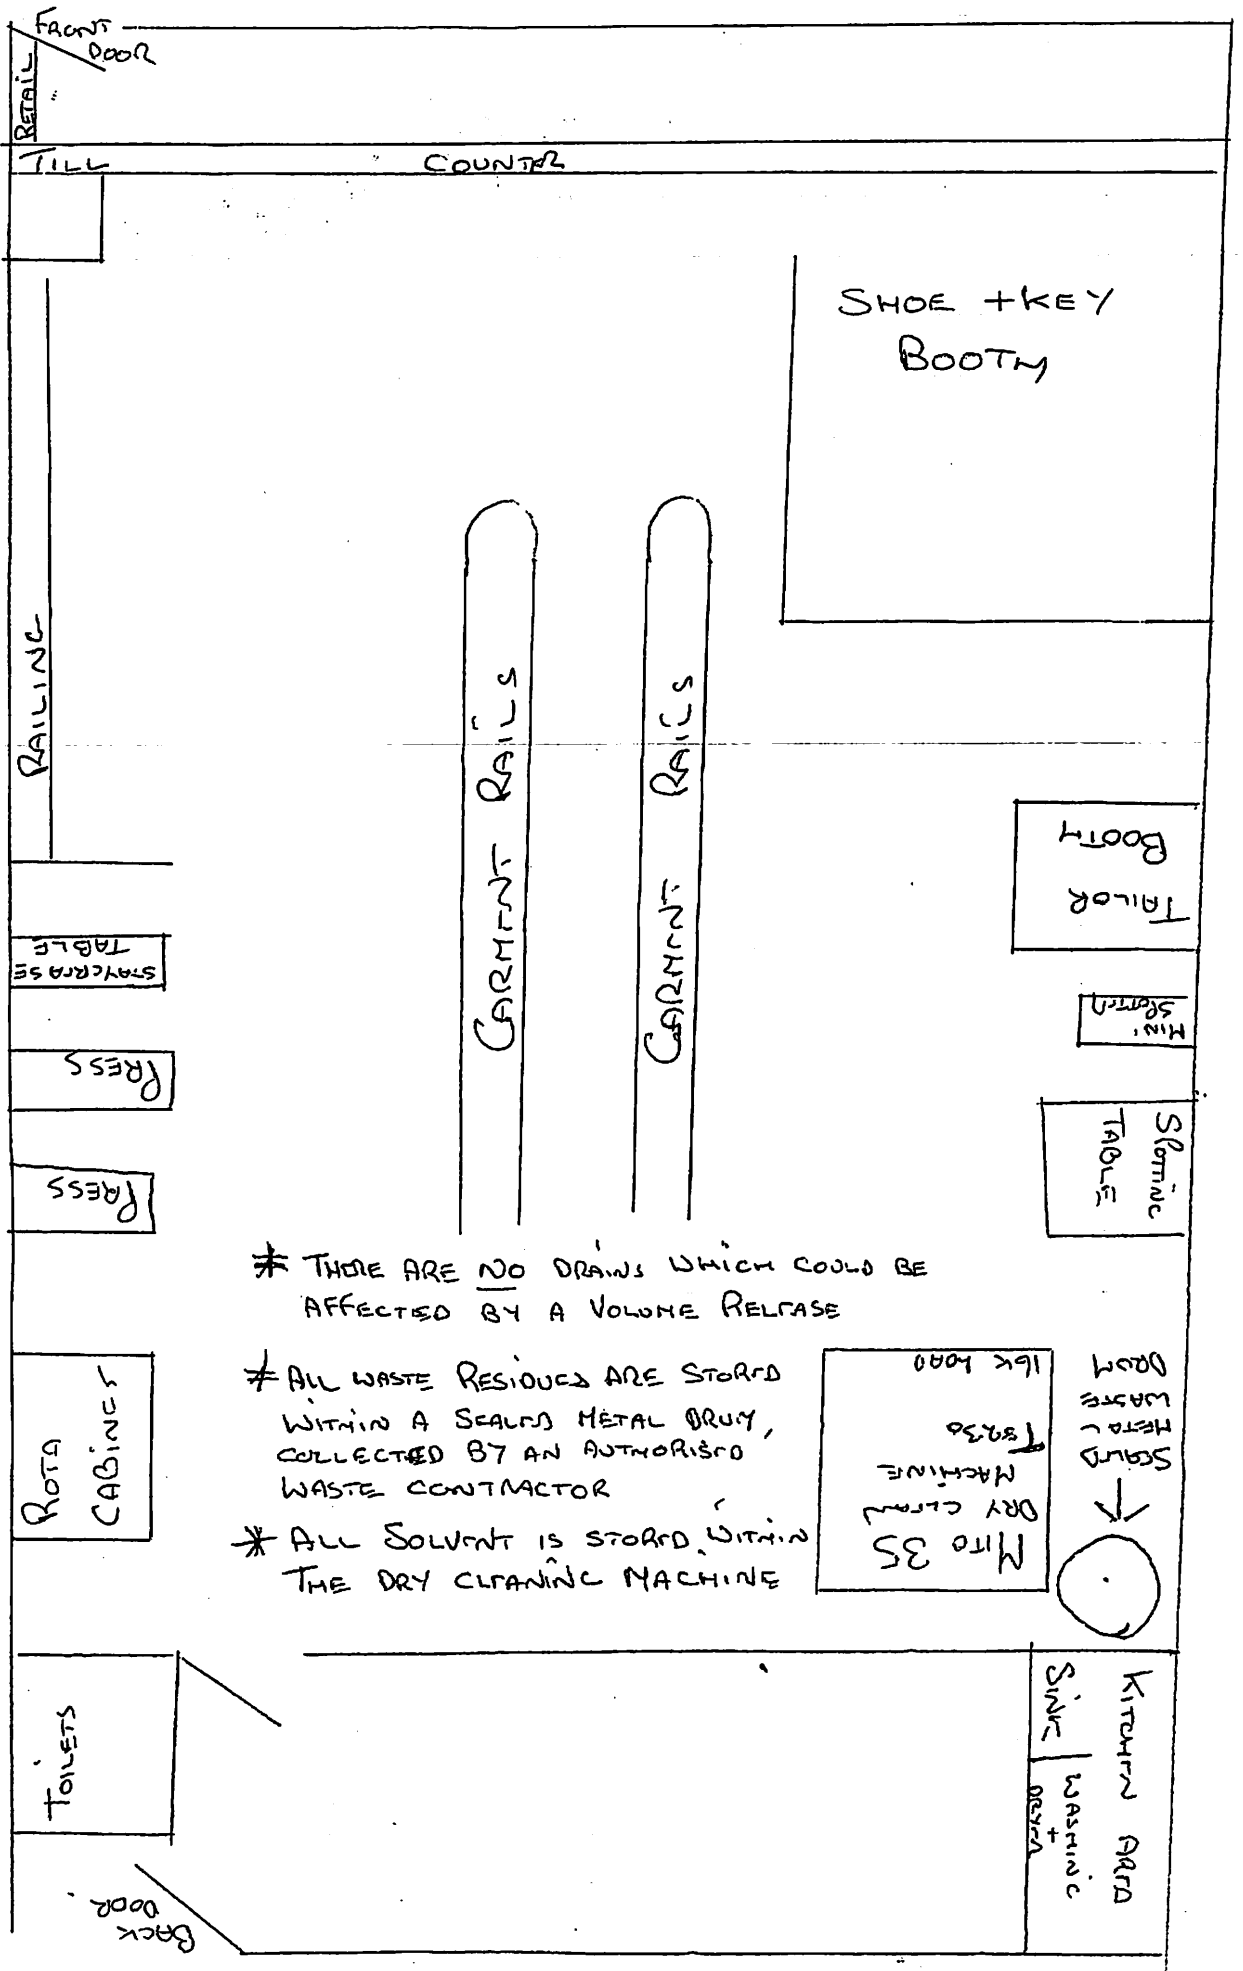 FRONT
DOOR
RETAIL
TILL
COUNTER
SHOE + KEY
BOOTH
RAILING
GARMENT RAILS
GARMENT RAILS
TAILOR
BOOTH
STAYCREASE
TABLE
MINI
SPOTTING
PRESS
SPOTTING
TABLE
PRESS
* THERE ARE NO DRAINS WHICH COULD BE
AFFECTED BY A VOLUME RELEASE
* ALL WASTE RESIDUES ARE STORED
WITHIN A SEALED METAL DRUM,
COLLECTED BY AN AUTHORISED
WASTE CONTRACTOR
* ALL SOLVENT IS STORED WITHIN
THE DRY CLEANING MACHINE
ROTA
CABINET
MITO 35
DRY CLEAN
MACHINE
16K LOAD
SEALED
METAL
WASTE
DRUM
TOILETS
KITCHEN AREA
SINK
WASHING
+
DRYER
BACK
DOOR